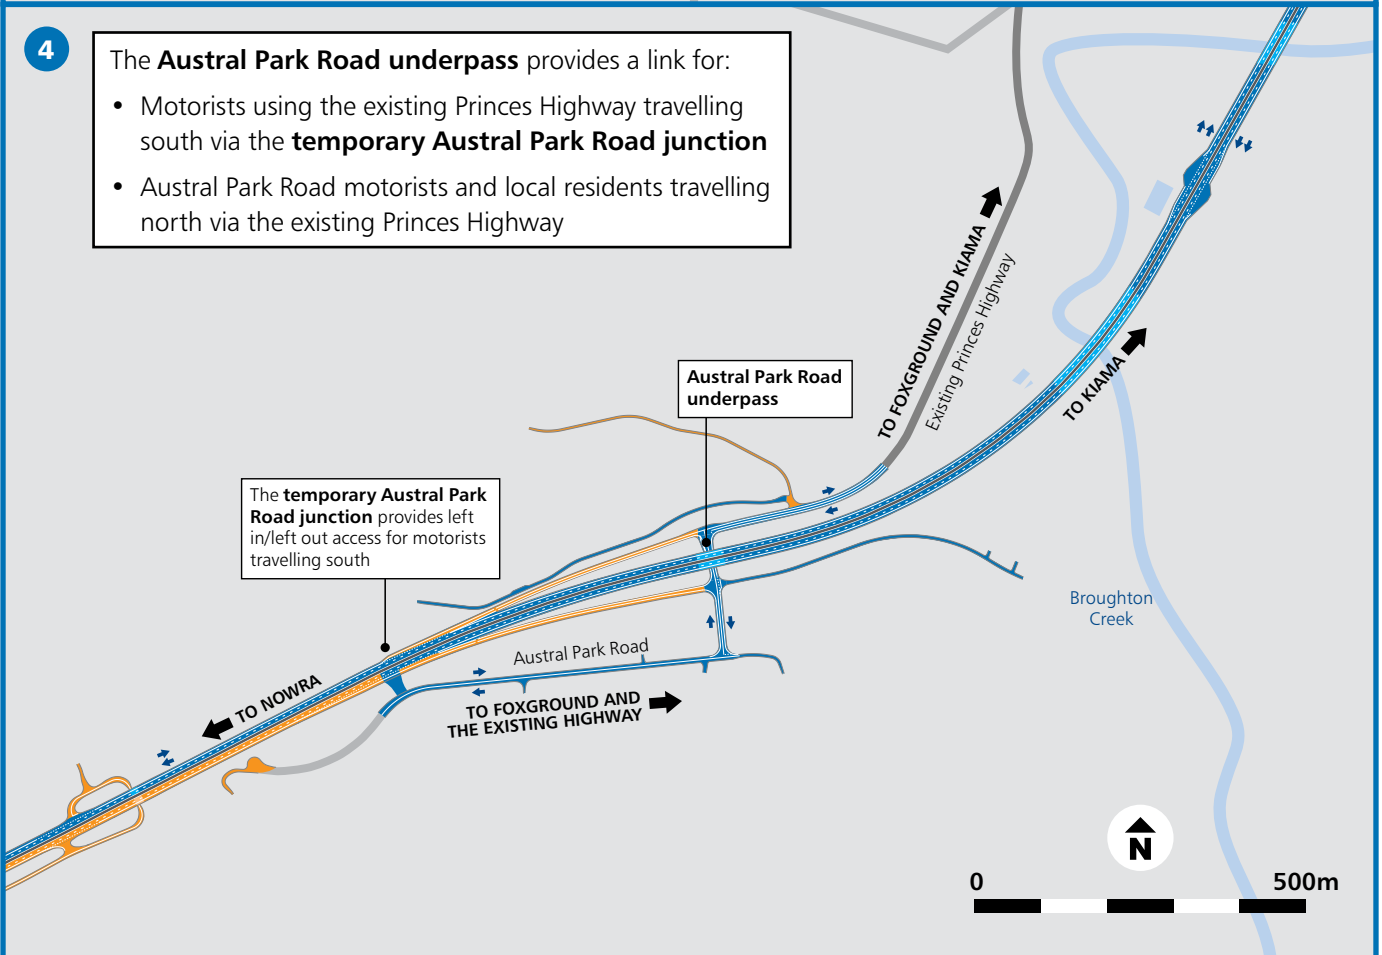 4
The Austral Park Road underpass provides a link for:
• Motorists using the existing Princes Highway travelling
south via the temporary Austral Park Road junction
• Austral Park Road motorists and local residents travelling
north via the existing Princes Highway
TO FOXGROUND AND KIAMA
Existing Princes Highway
TO KIAMA
Austral Park Road
underpass
The temporary Austral Park
Road junction provides left
in/left out access for motorists
travelling south
Broughton
Creek
Austral Park Road
TO NOWRA
TO FOXGROUND AND
THE EXISTING HIGHWAY
N
0
500m